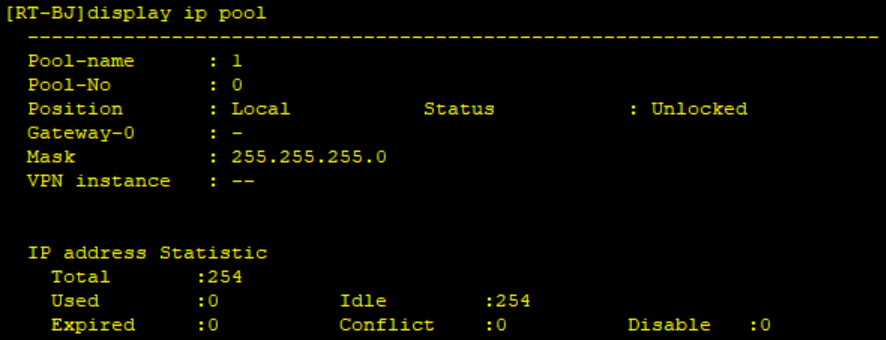 [RT-BJ]display ip pool
-----------------------------------------------------------------------
Pool-name : 1
Pool-No : 0
Position : Local Status : Unlocked
Gateway-0 : -
Mask : 255.255.255.0
VPN instance : --
IP address Statistic
Total :254
Used :0 Idle :254
Expired :0 Conflict :0 Disable :0